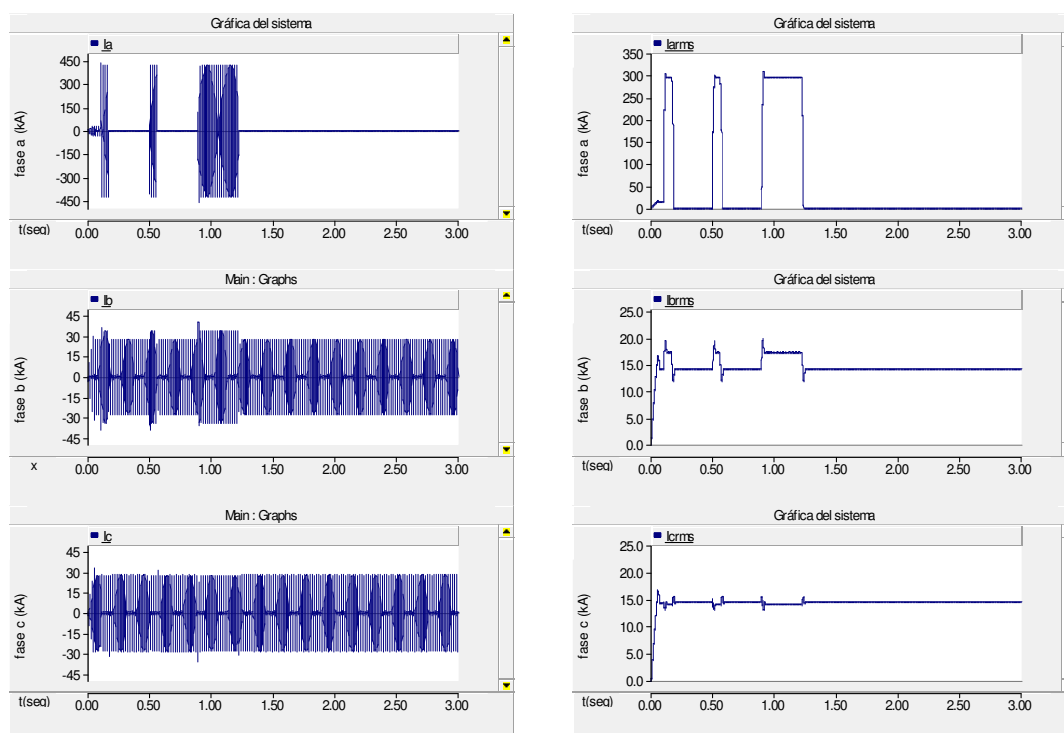 Gráfica del sistema
Ia
fase a (kA)
450
300
150
0
-150
-300
-450
t(seg)
0.00 0.50 1.00 1.50 2.00 2.50 3.00
Main : Graphs
Ib
fase b (kA)
45
30
15
0
-15
-30
-45
x
0.00 0.50 1.00 1.50 2.00 2.50 3.00
Main : Graphs
Ic
fase c (kA)
45
30
15
0
-15
-30
-45
t(seg)
0.00 0.50 1.00 1.50 2.00 2.50 3.00
Gráfica del sistema
Iarms
fase a (kA)
350
300
250
200
150
100
50
0
t(seg)
0.00 0.50 1.00 1.50 2.00 2.50 3.00
Gráfica del sistema
Ibrms
fase b (kA)
25.0
20.0
15.0
10.0
5.0
0.0
t(seg)
0.00 0.50 1.00 1.50 2.00 2.50 3.00
Gráfica del sistema
Icrms
fase c (kA)
25.0
20.0
15.0
10.0
5.0
0.0
t(seg)
0.00 0.50 1.00 1.50 2.00 2.50 3.00